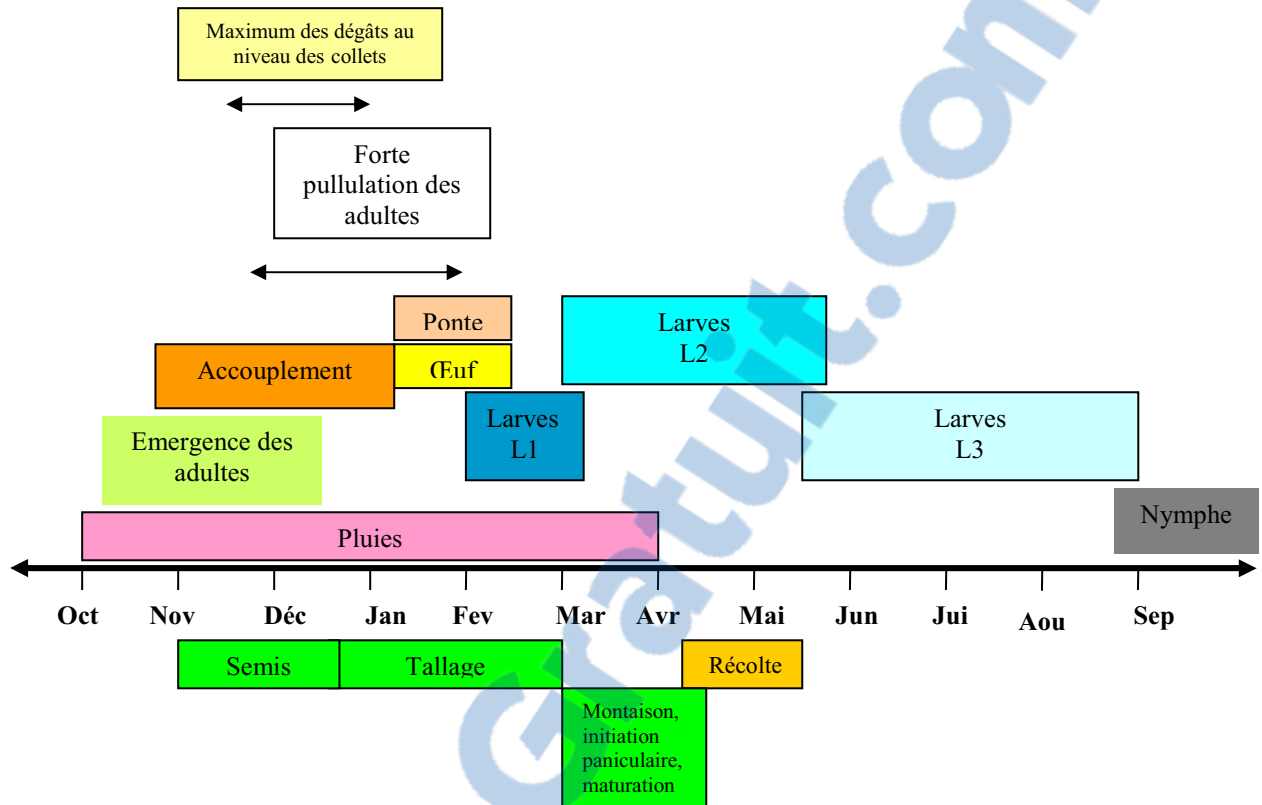 Maximum des dégâts au
niveau des collets
Forte
pullulation des
adultes
Ponte
Larves
L2
Accouplement
Œuf
Larves
L1
Larves
L3
Emergence des
adultes
Nymphe
Pluies
Oct Nov Déc Jan Fev Mar Avr Mai Jun Jui Aou Sep
Semis Tallage Récolte
Montaison,
initiation
paniculaire,
maturation
Gratuit.com